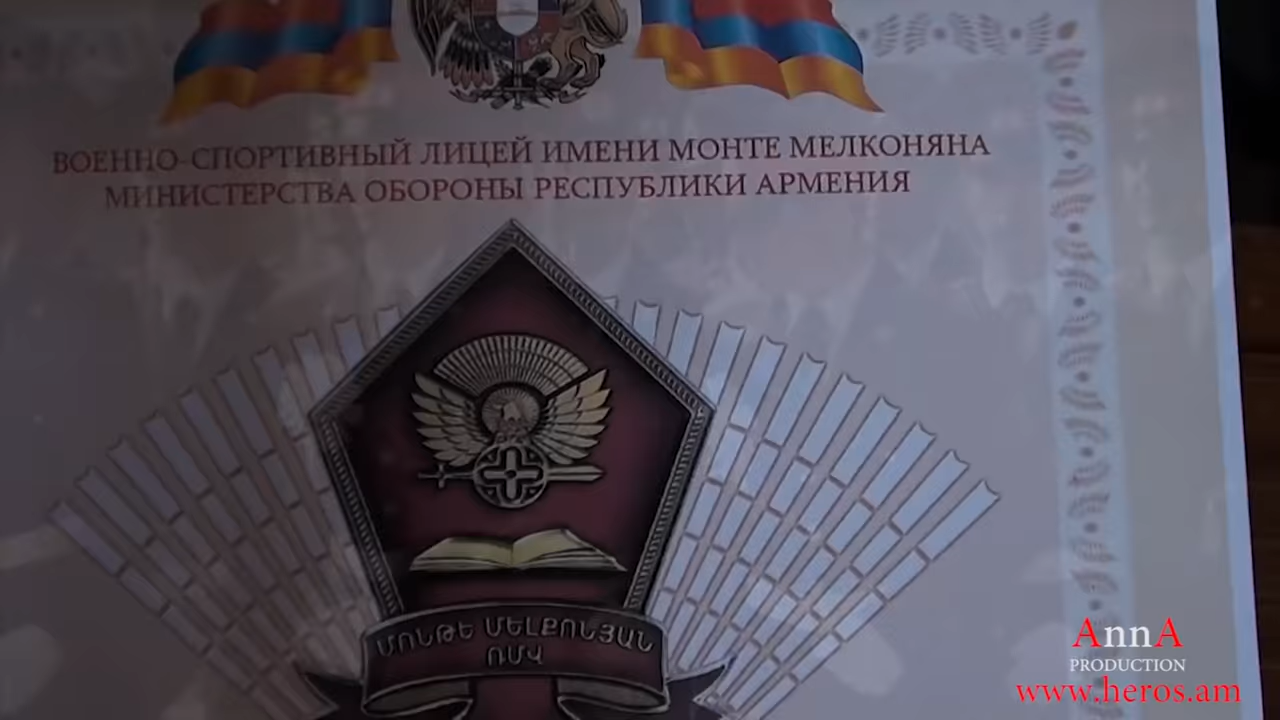 ВОЕННО-СПОРТИВНЫЙ ЛИЦЕЙ ИМЕНИ МОНТЕ МЕЛКОНЯНА
МИНИСТЕРСТВА ОБОРОНЫ РЕСПУБЛИКИ АРМЕНИЯ
ՄՈՆԹԵ ՄԵԼՔՈՆՅԱՆ
ՌՄՎ
AnnA
PRODUCTION
www.heros.am